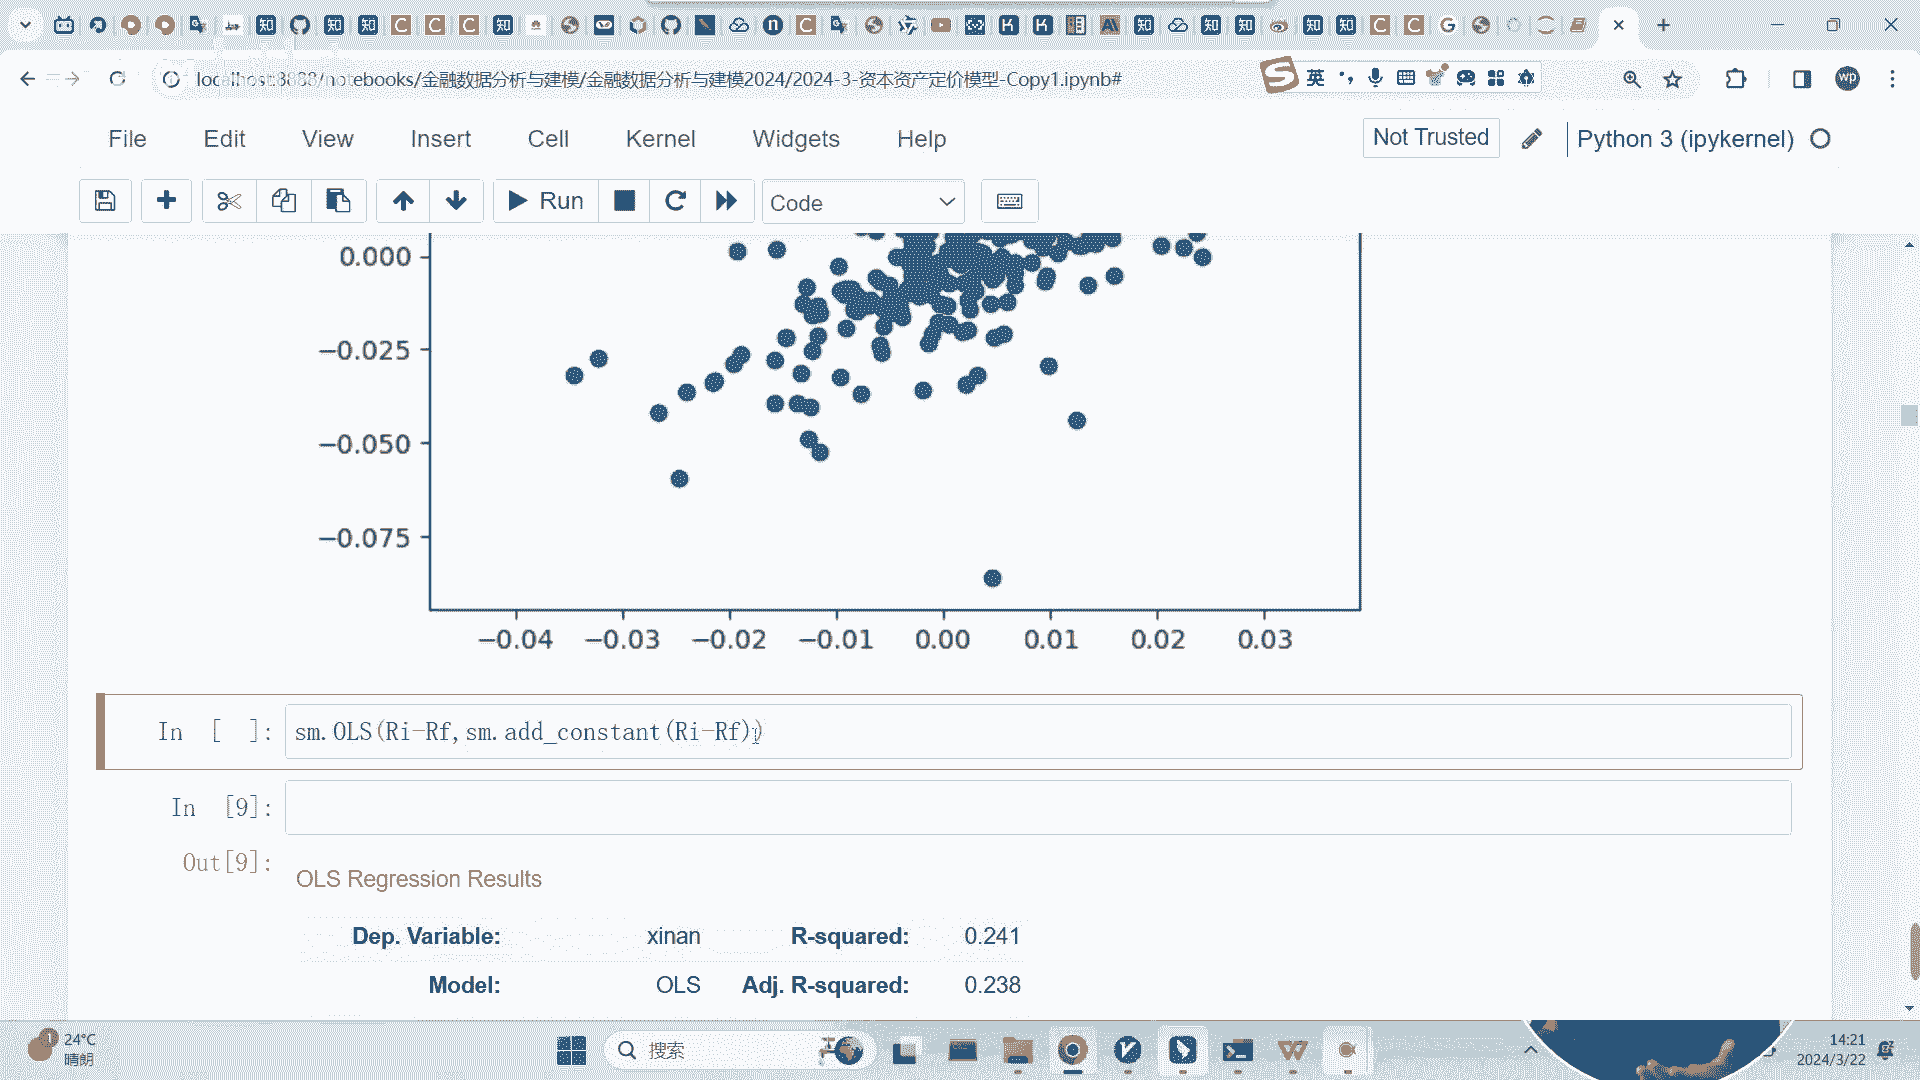 localhost:8888/notebooks/金融数据分析与建模/金融数据分析与建模2024/2024-3-资本资产定价模型-Copy1.ipynb#
英
wp
File Edit View Insert Cell Kernel Widgets Help
Not Trusted
Python 3 (ipykernel)
Run
Code
0.000
−0.025
−0.050
−0.075
−0.04 −0.03 −0.02 −0.01 0.00 0.01 0.02 0.03
In [ ]: sm.OLS(Ri-Rf,sm.add_constant(Ri-Rf))
In [9]:
Out[9]:
OLS Regression Results
Dep. Variable: xinan R-squared: 0.241
Model: OLS Adj. R-squared: 0.238
24°C
晴朗
搜索
14:21
2024/3/22